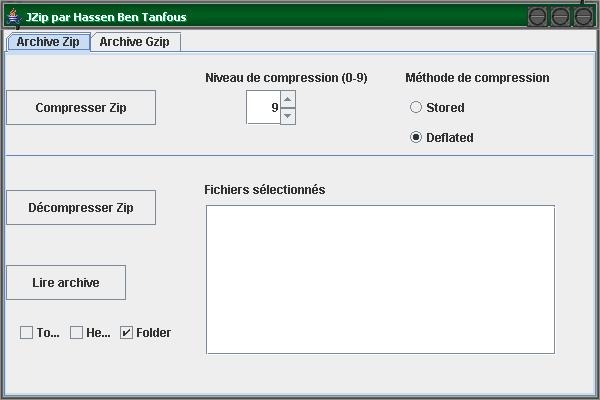 JZip par Hassen Ben Tanfous
Archive Zip Archive Gzip
Niveau de compression (0-9) Méthode de compression
Compresser Zip 9 Stored
Deflated
Décompresser Zip Fichiers sélectionnés
Lire archive
To... He... Folder